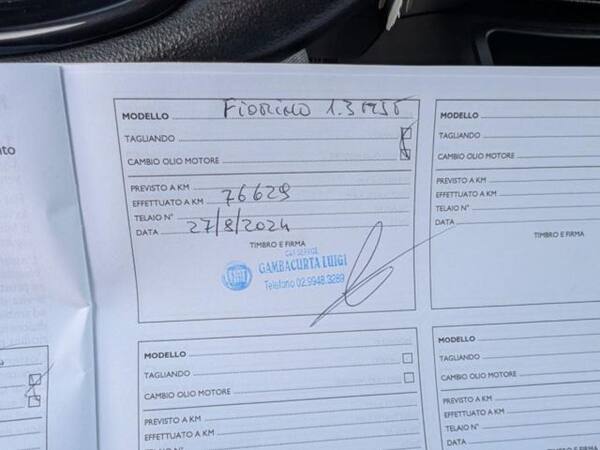 MODELLO Fiorino 1.3 MJT
TAGLIANDO
CAMBIO OLIO MOTORE
PREVISTO A KM
EFFETTUATO A KM 76629
TELAIO N°
DATA 27/8/2024
TIMBRO E FIRMA
CAR SERVICE
GAMBACURTA LUIGI
Telefono 02.9948.3289
MODELLO
TAGLIANDO
CAMBIO OLIO MOTORE
PREVISTO A KM
EFFETTUATO A KM
TELAIO N°
DATA
TIMBRO E FIRMA
MODELLO
TAGLIANDO
CAMBIO OLIO MOTORE
PREVISTO A KM
EFFETTUATO A KM
MODELLO
TAGLIANDO
CAMBIO OLIO MOTORE
PREVISTO A KM
EFFETTUATO A KM
TELAIO N°
DATA